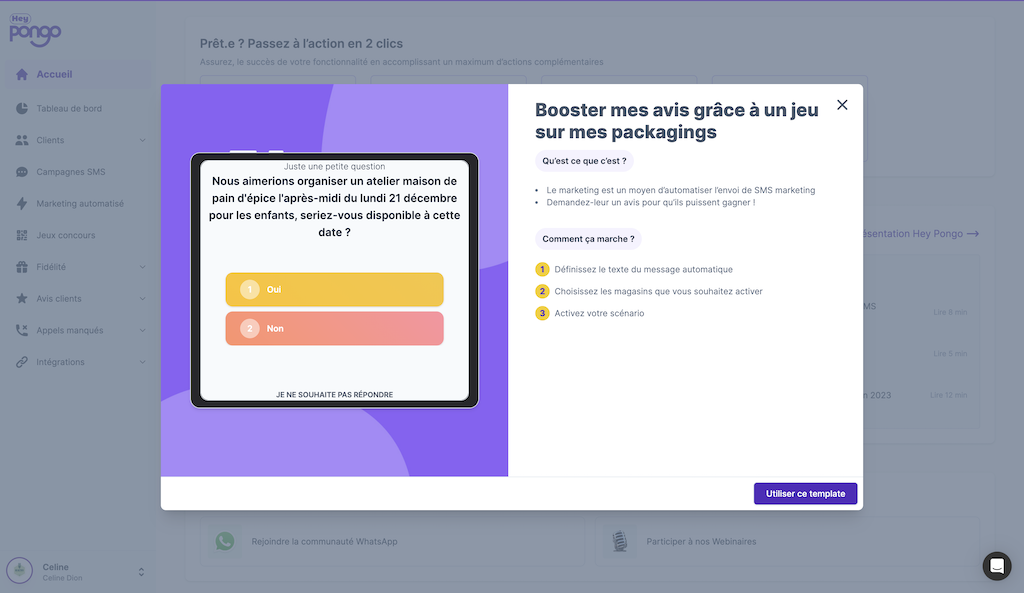 Hey
pongo
Accueil
Tableau de bord
Clients
Campagnes SMS
Marketing automatisé
Jeux concours
Fidélité
Avis clients
Appels manqués
Intégrations
Celine
Celine Dion
Prêt.e ? Passez à l'action en 2 clics
Assurez, le succès de votre fonctionnalité en accomplissant un maximum d'actions complémentaires
Juste une petite question
Nous aimerions organiser un atelier maison de
pain d'épice l'après-midi du lundi 21 décembre
pour les enfants, seriez-vous disponible à cette
date ?
1 Oui
2 Non
JE NE SOUHAITE PAS RÉPONDRE
Booster mes avis grâce à un jeu
sur mes packagings
Qu'est ce que c'est ?
• Le marketing est un moyen d'automatiser l'envoi de SMS marketing
• Demandez-leur un avis pour qu'ils puissent gagner !
Comment ça marche ?
1 Définissez le texte du message automatique
2 Choisissez les magasins que vous souhaitez activer
3 Activez votre scénario
Utiliser ce template
ésentation Hey Pongo →
MS
Lire 8 min
Lire 5 min
n 2023
Lire 12 min
Rejoindre la communauté WhatsApp
Participer à nos Webinaires